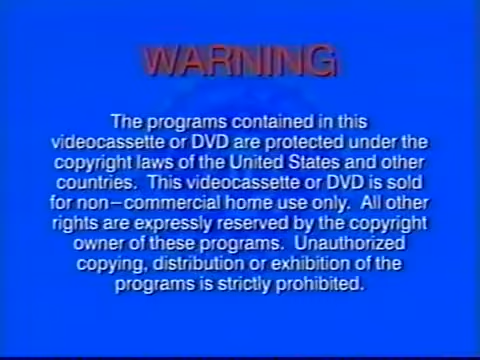 WARNING
The programs contained in this
videocassette or DVD are protected under the
copyright laws of the United States and other
countries.  This videocassette or DVD is sold
for non-commercial home use only.  All other
rights are expressly reserved by the copyright
owner of these programs.  Unauthorized
copying, distribution or exhibition of the
programs is strictly prohibited.